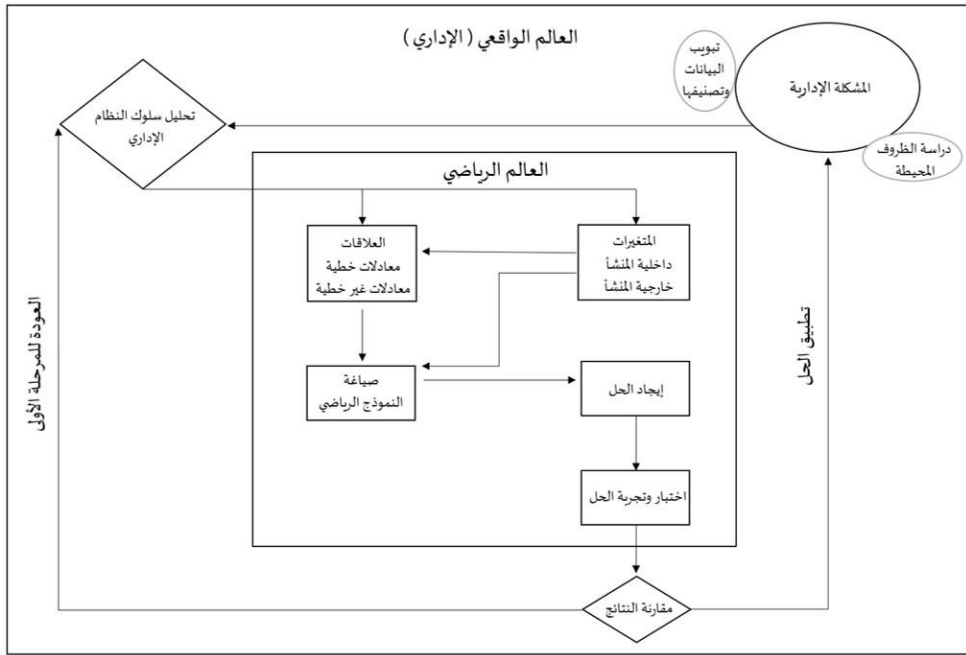 العالم الواقعي ( الإداري )
تبويب
البيانات
وتصنيفها
المشكلة الإدارية
دراسة الظروف
المحيطة
تحليل سلوك النظام
الإداري
العالم الرياضي
المتغيرات
داخلية المنشأ
خارجية المنشأ
العلاقات
معادلات خطية
معادلات غير خطية
صياغة
النموذج الرياضي
إيجاد الحل
اختبار وتجربة الحل
مقارنة النتائج
تطبيق الحل
العودة للمرحلة الأولى